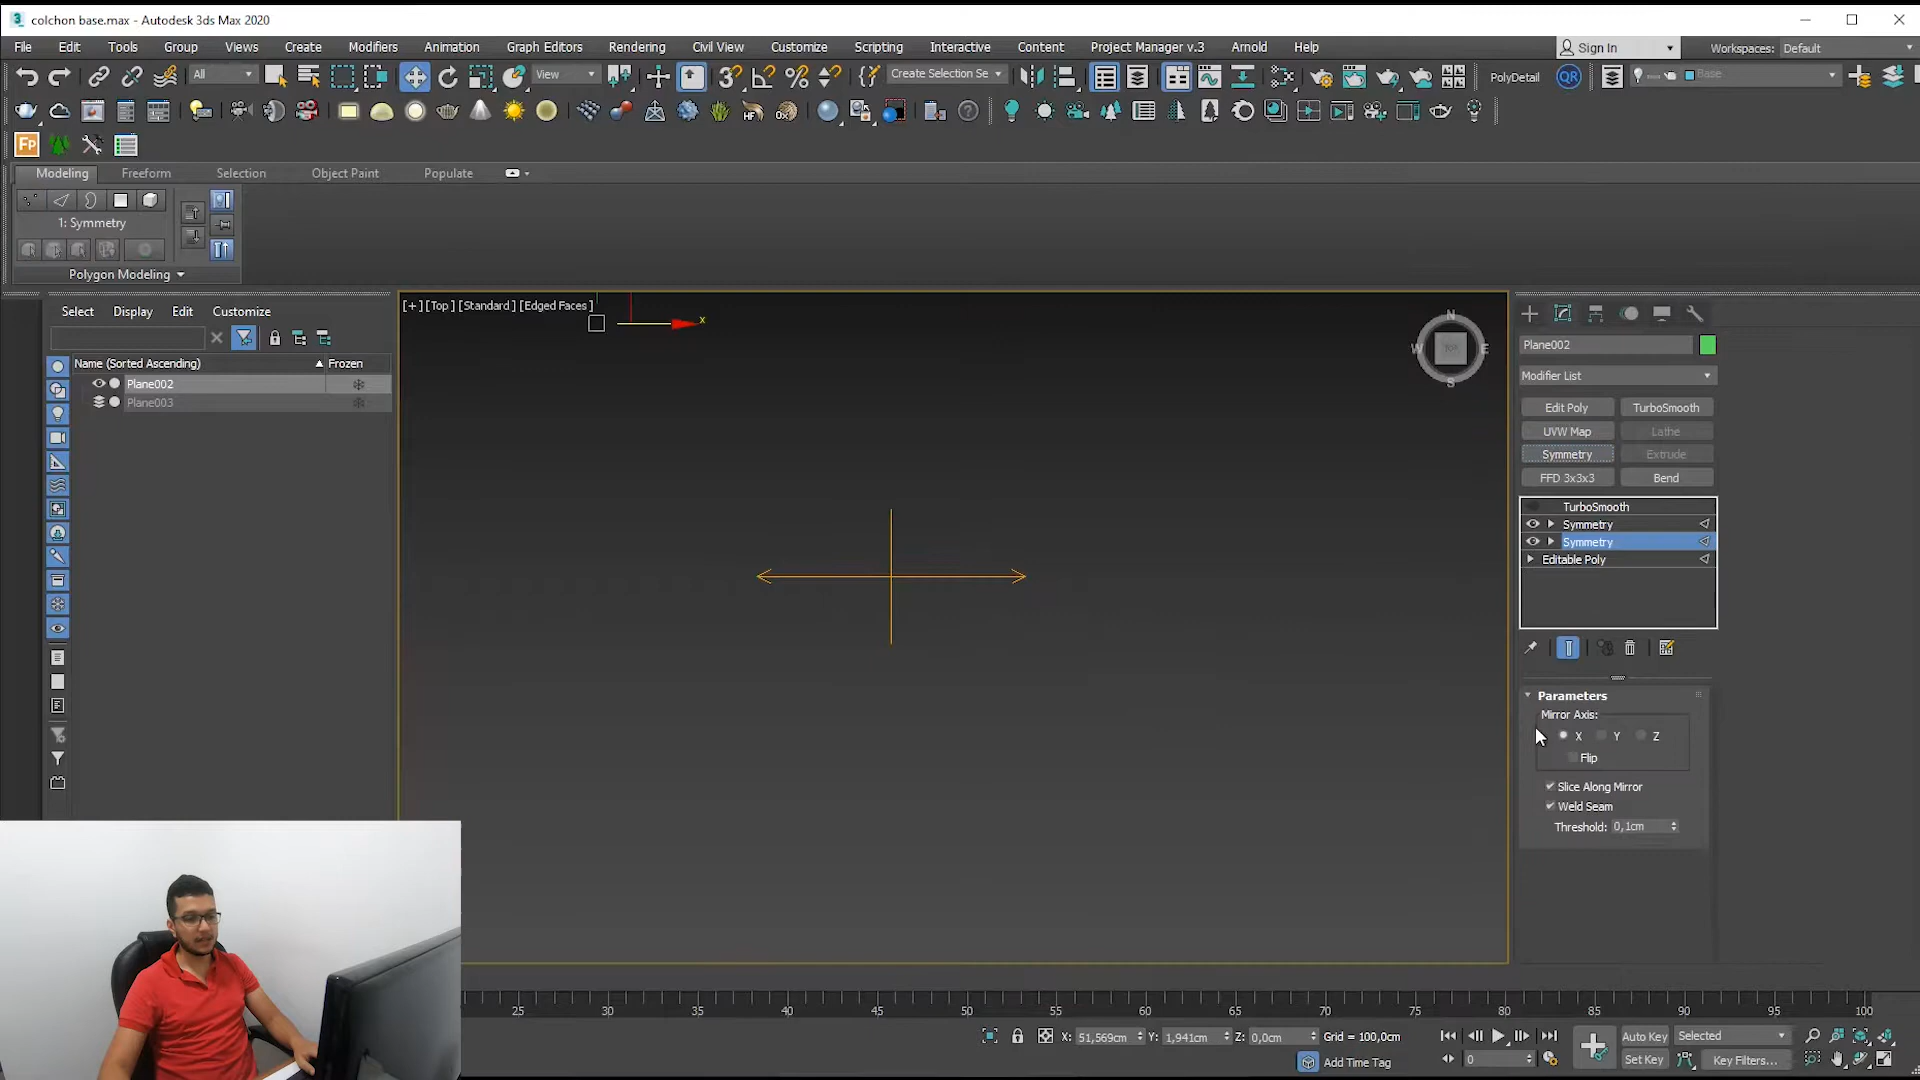 3 colchon base.max - Autodesk 3ds Max 2020
File Edit Tools Group Views Create Modifiers Animation Graph Editors Rendering Civil View Customize Scripting Interactive Content Project Manager v.3 Arnold Help Sign In Workspaces: Default
All View Create Selection Se PolyDetail QR Base
Fp
Modeling Freeform Selection Object Paint Populate
1: Symmetry
Polygon Modeling
Select Display Edit Customize
[+] [Top] [Standard] [Edged Faces]
x
N
W E
S
Name (Sorted Ascending) Frozen
Plane002
Plane003
Plane002
Modifier List
Edit Poly TurboSmooth
UVW Map Lathe
Symmetry Extrude
FFD 3x3x3 Bend
TurboSmooth
Symmetry
Symmetry
Editable Poly
Parameters
Mirror Axis:
X Y Z
Flip
Slice Along Mirror
Weld Seam
Threshold: 0,1cm
25 30 35 40 45 50 55 60 65 70 75 80 85 90 95 100
X: 51,569cm Y: 1,941cm Z: 0,0cm Grid = 100,0cm Auto Key Selected
Add Time Tag 0 Set Key Key Filters...